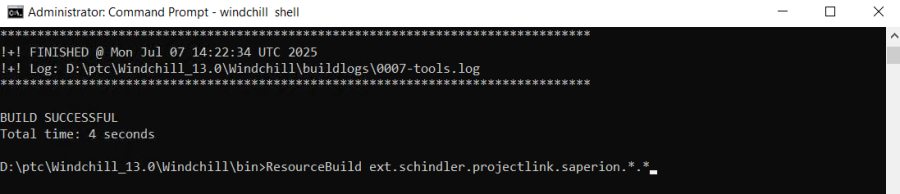 Administrator: Command Prompt - windchill  shell
*******************************************************************************
!+! FINISHED @ Mon Jul 07 14:22:34 UTC 2025
!+! Log: D:\ptc\Windchill_13.0\Windchill\buildlogs\0007-tools.log
*******************************************************************************
BUILD SUCCESSFUL
Total time: 4 seconds
D:\ptc\Windchill_13.0\Windchill\bin>ResourceBuild ext.schindler.projectlink.saperion.*.*